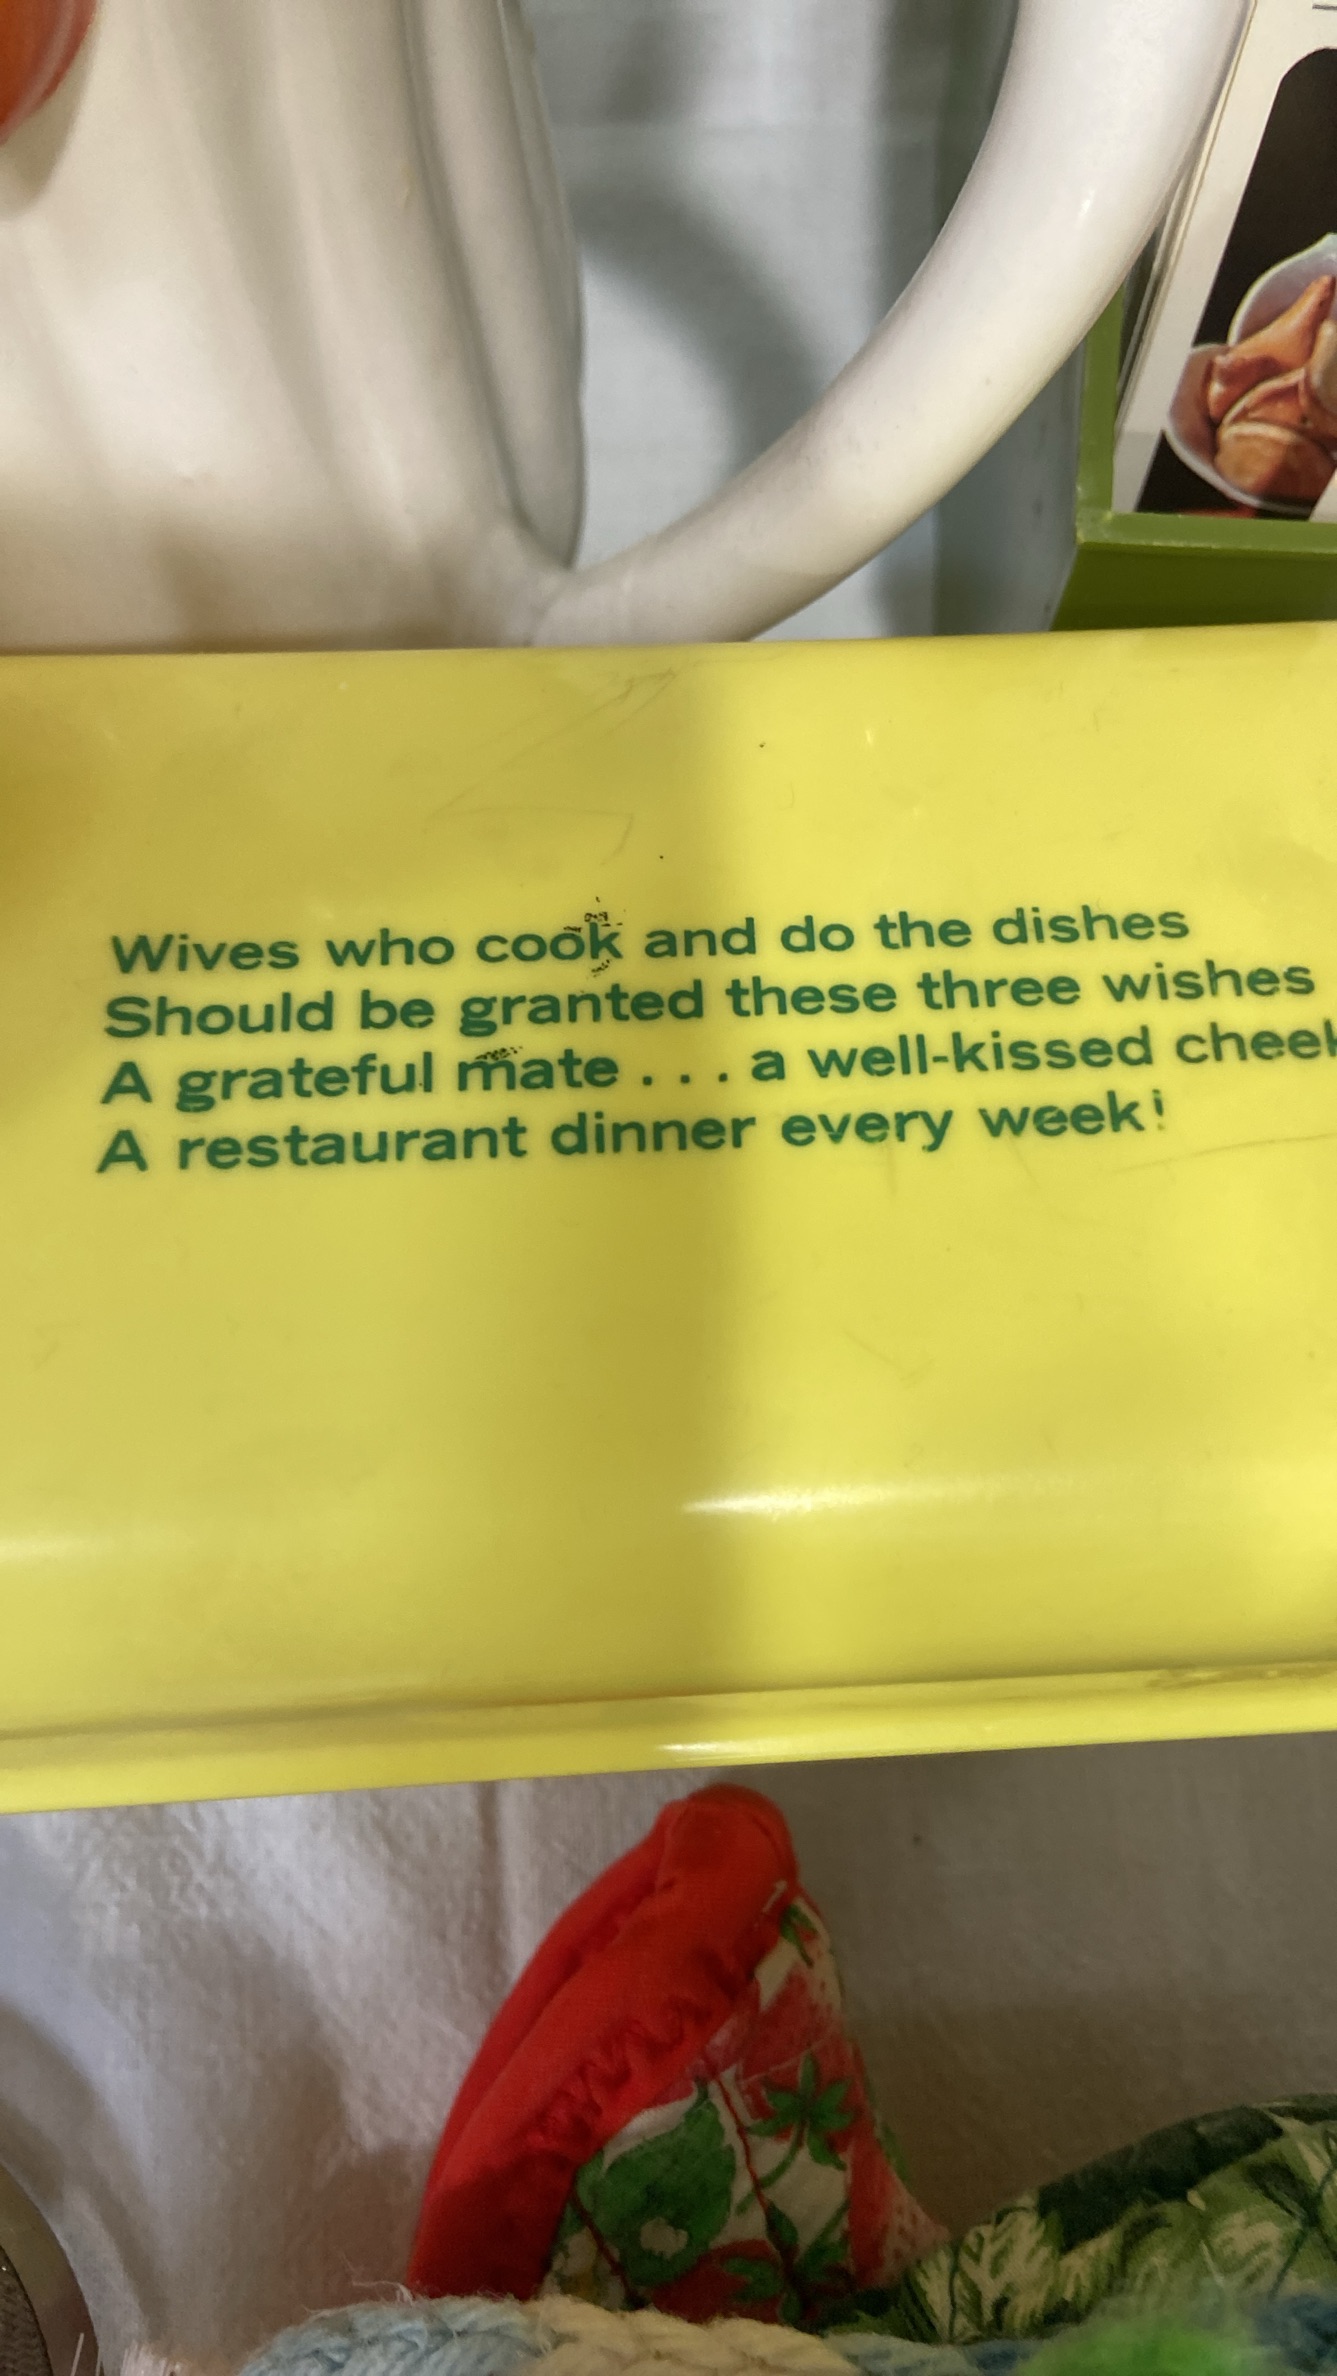 Wives who cook and do the dishes
Should be granted these three wishes
A grateful mate . . . a well-kissed cheek
A restaurant dinner every week!